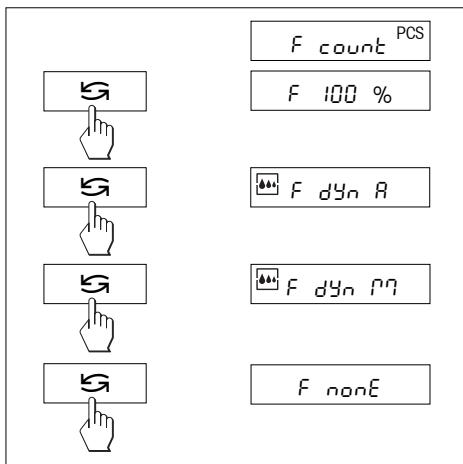 F count PCS
F 100 %
F dYn A
F dYn M
F nonE